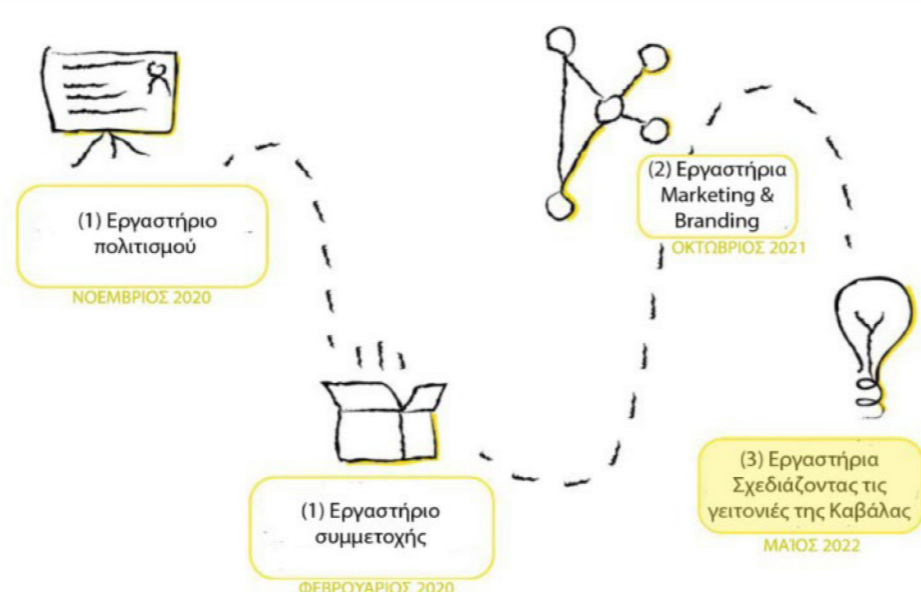 (1) Εργαστήριο
πολιτισμού
ΝΟΕΜΒΡΙΟΣ 2020
(1) Εργαστήριο
συμμετοχής
ΦΕΒΡΟΥΑΡΙΟΣ 2020
(2) Εργαστήρια
Marketing &
Branding
ΟΚΤΩΒΡΙΟΣ 2021
(3) Εργαστήρια
Σχεδιάζοντας τις
γειτονιές της Καβάλας
ΜΑΪΟΣ 2022